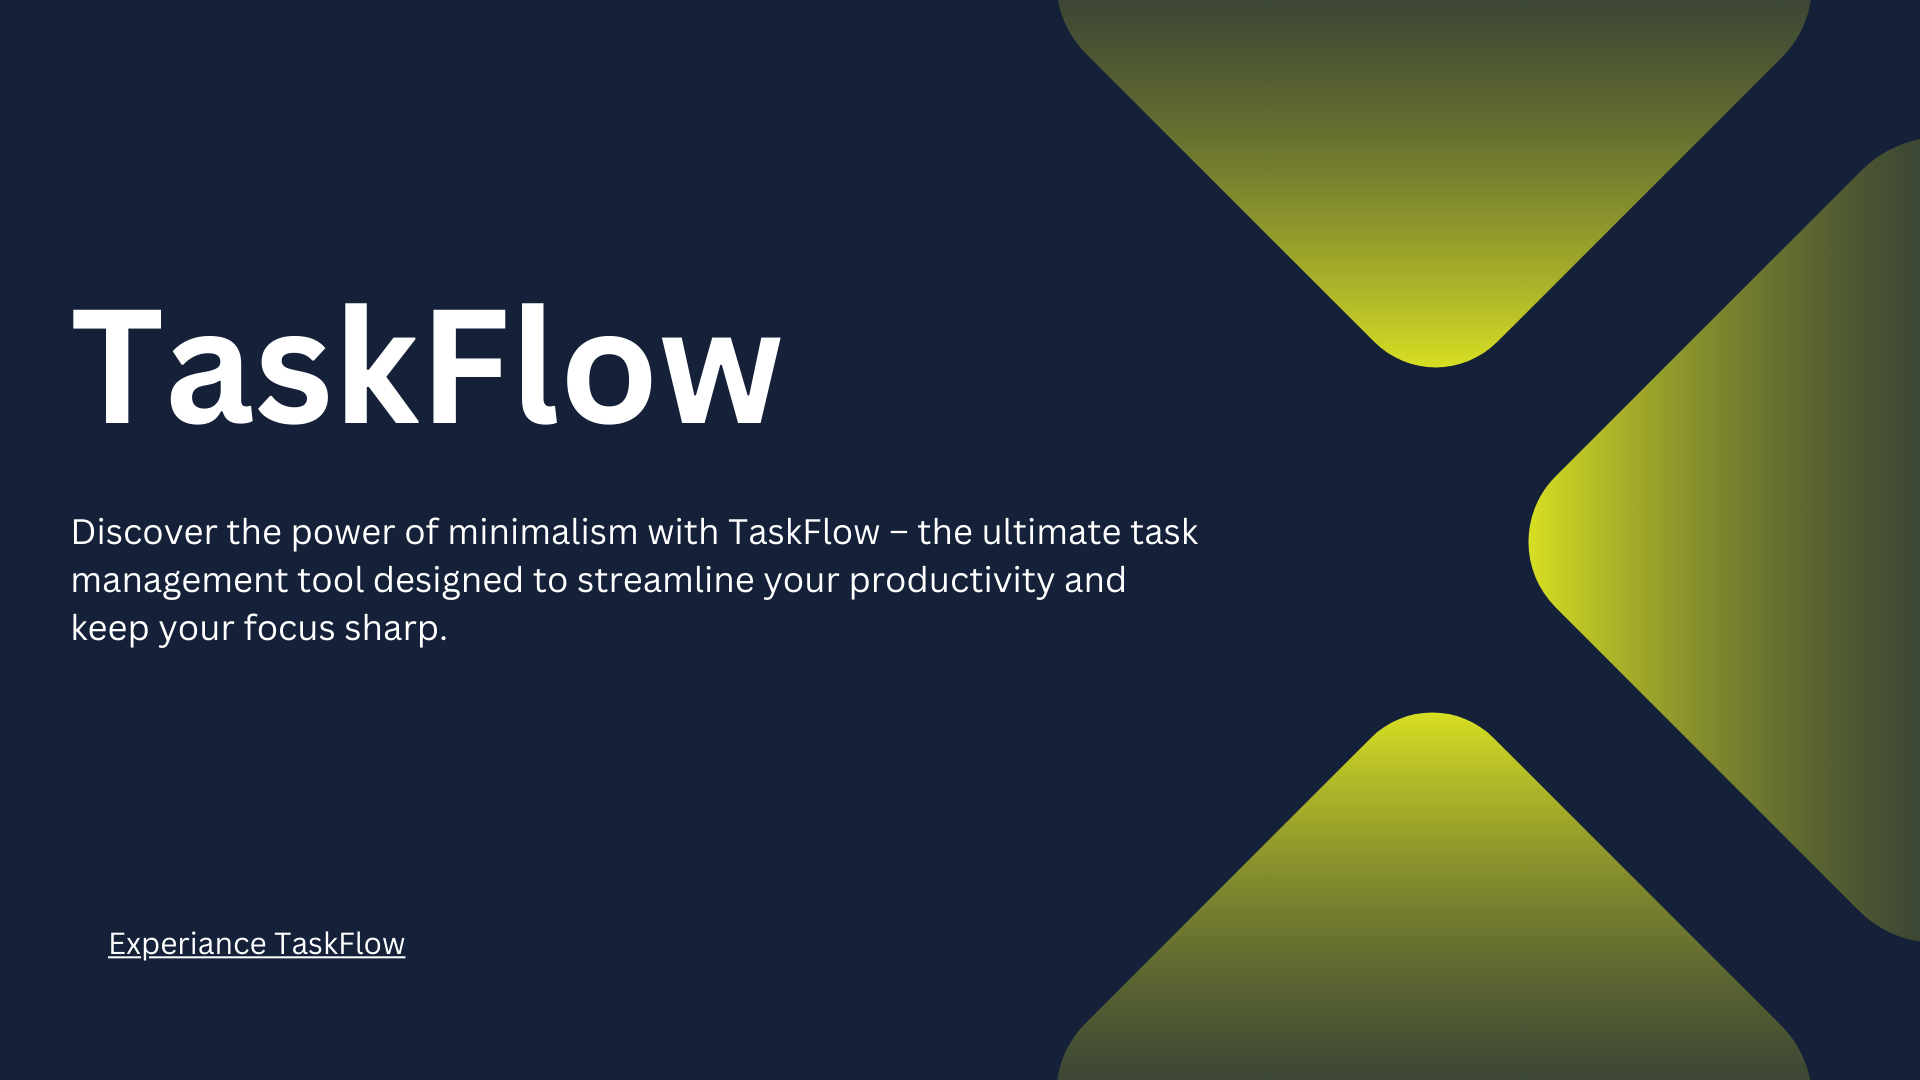 TaskFlow
Discover the power of minimalism with TaskFlow – the ultimate task
management tool designed to streamline your productivity and
keep your focus sharp.
Experiance TaskFlow